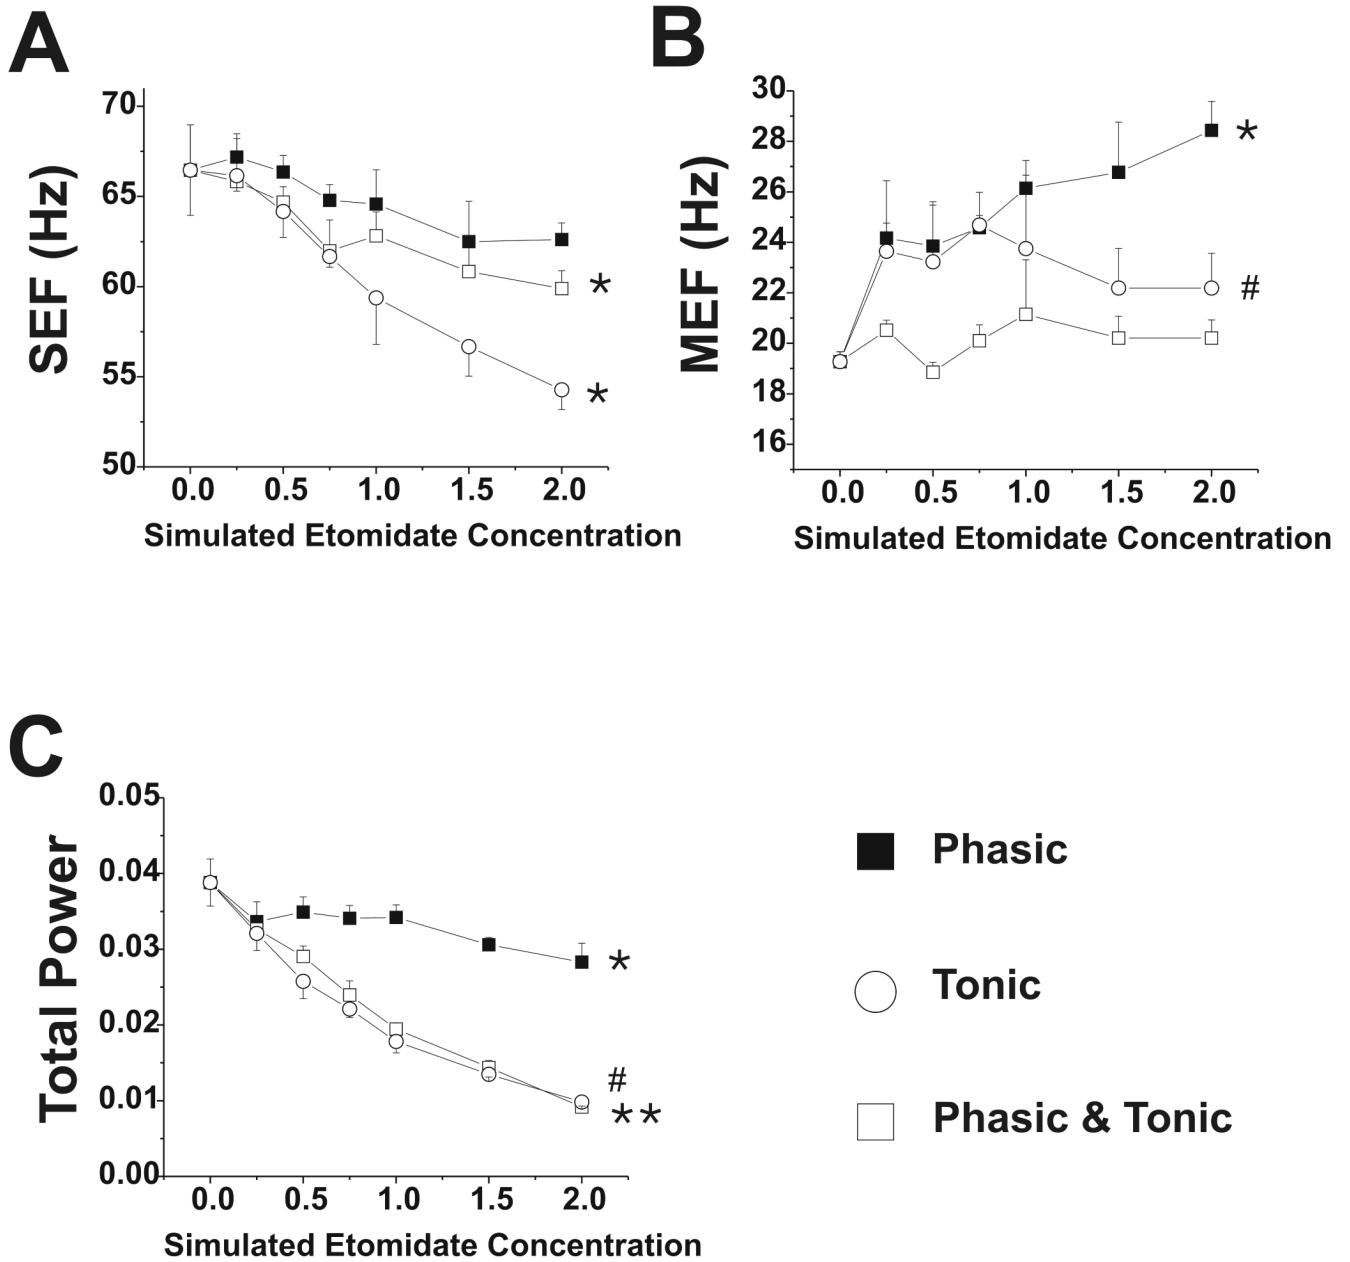 A
SEF (Hz)
70
65
60
55
50
*
*
0.0 0.5 1.0 1.5 2.0
Simulated Etomidate Concentration
B
MEF (Hz)
30
28
26
24
22
20
18
16
*
#
0.0 0.5 1.0 1.5 2.0
Simulated Etomidate Concentration
C
Total Power
0.05
0.04
0.03
0.02
0.01
0.00
*
#
**
0.0 0.5 1.0 1.5 2.0
Simulated Etomidate Concentration
Phasic
Tonic
Phasic & Tonic